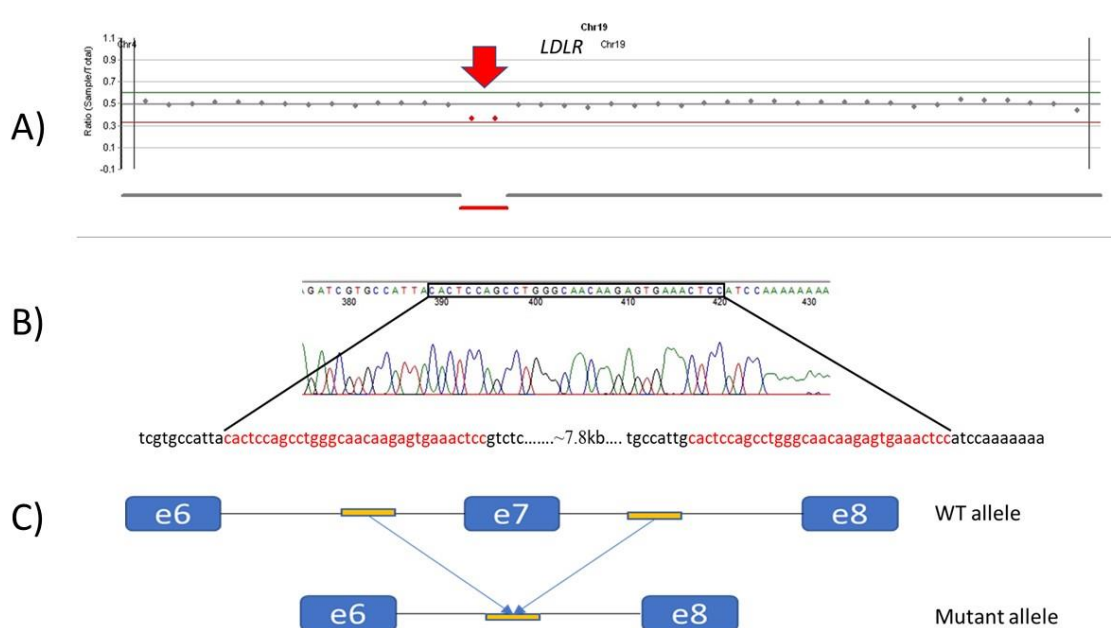 Chr19
Chr4
LDLR Chr19
1.1
0.9
0.7
0.5
0.3
0.1
-0.1
Ratio (Sample/Total)
A)
B)
GATCGTGCCATTACACTCCAGCCTGGGCAACAAGAGTGAAACTCCATCCAAAAAAAA
380 390 400 410 420 430
tcgtgccattacactccagcctgggcaacaagagtgaaactccgtctc.......~7.8kb.... tgccattgcactccagcctgggcaacaagagtgaaactccatccaaaaaaa
C)
e6 e7 e8 WT allele
e6 e8 Mutant allele